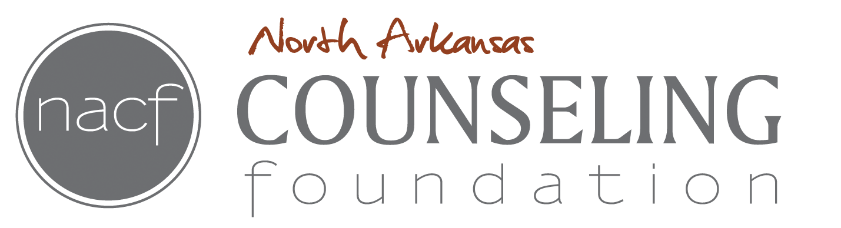 nacf
North Arkansas
COUNSELING
foundation